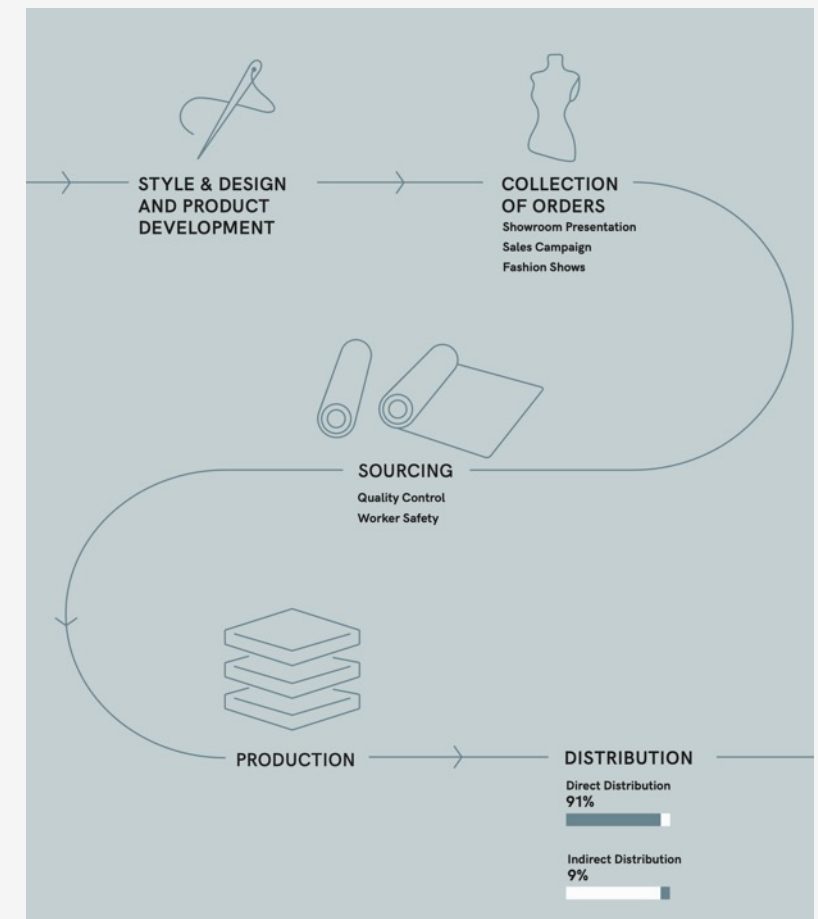 STYLE & DESIGN
AND PRODUCT
DEVELOPMENT
COLLECTION
OF ORDERS
Showroom Presentation
Sales Campaign
Fashion Shows
SOURCING
Quality Control
Worker Safety
PRODUCTION
DISTRIBUTION
Direct Distribution
91%
Indirect Distribution
9%